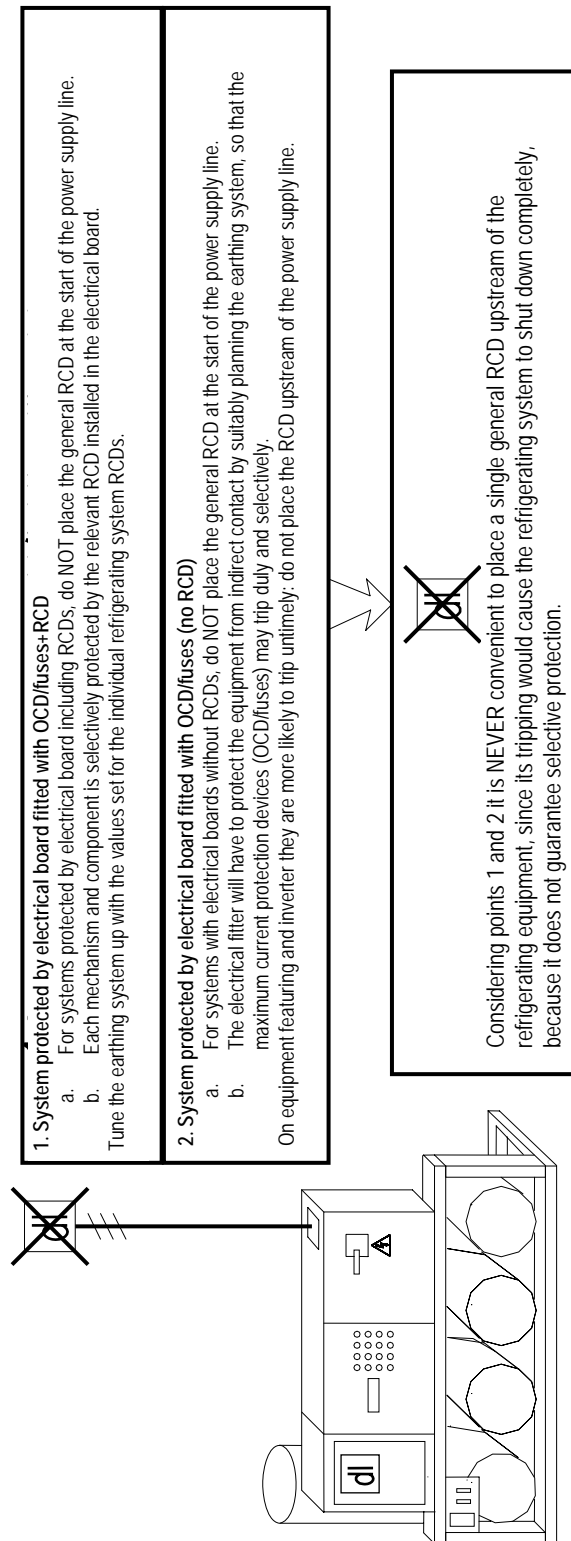 1. System protected by electrical board fitted with OCD/fuses+RCD
a. For systems protected by electrical board including RCDs, do NOT place the general RCD at the start of the power supply line.
b. Each mechanism and component is selectively protected by the relevant RCD installed in the electrical board.
Tune the earthing system up with the values set for the individual refrigerating system RCDs.
2. System protected by electrical board fitted with OCD/fuses (no RCD)
a. For systems with electrical boards without RCDs, do NOT place the general RCD at the start of the power supply line.
b. The electrical fitter will have to protect the equipment from indirect contact by suitably planning the earthing system, so that the
maximum current protection devices (OCD/fuses) may trip duly and selectively.
On equipment featuring and inverter they are more likely to trip untimely: do not place the RCD upstream of the power supply line.
dI
dI
dI
Considering points 1 and 2 it is NEVER convenient to place a single general RCD upstream of the
refrigerating equipment, since its tripping would cause the refrigerating system to shut down completely,
because it does not guarantee selective protection.